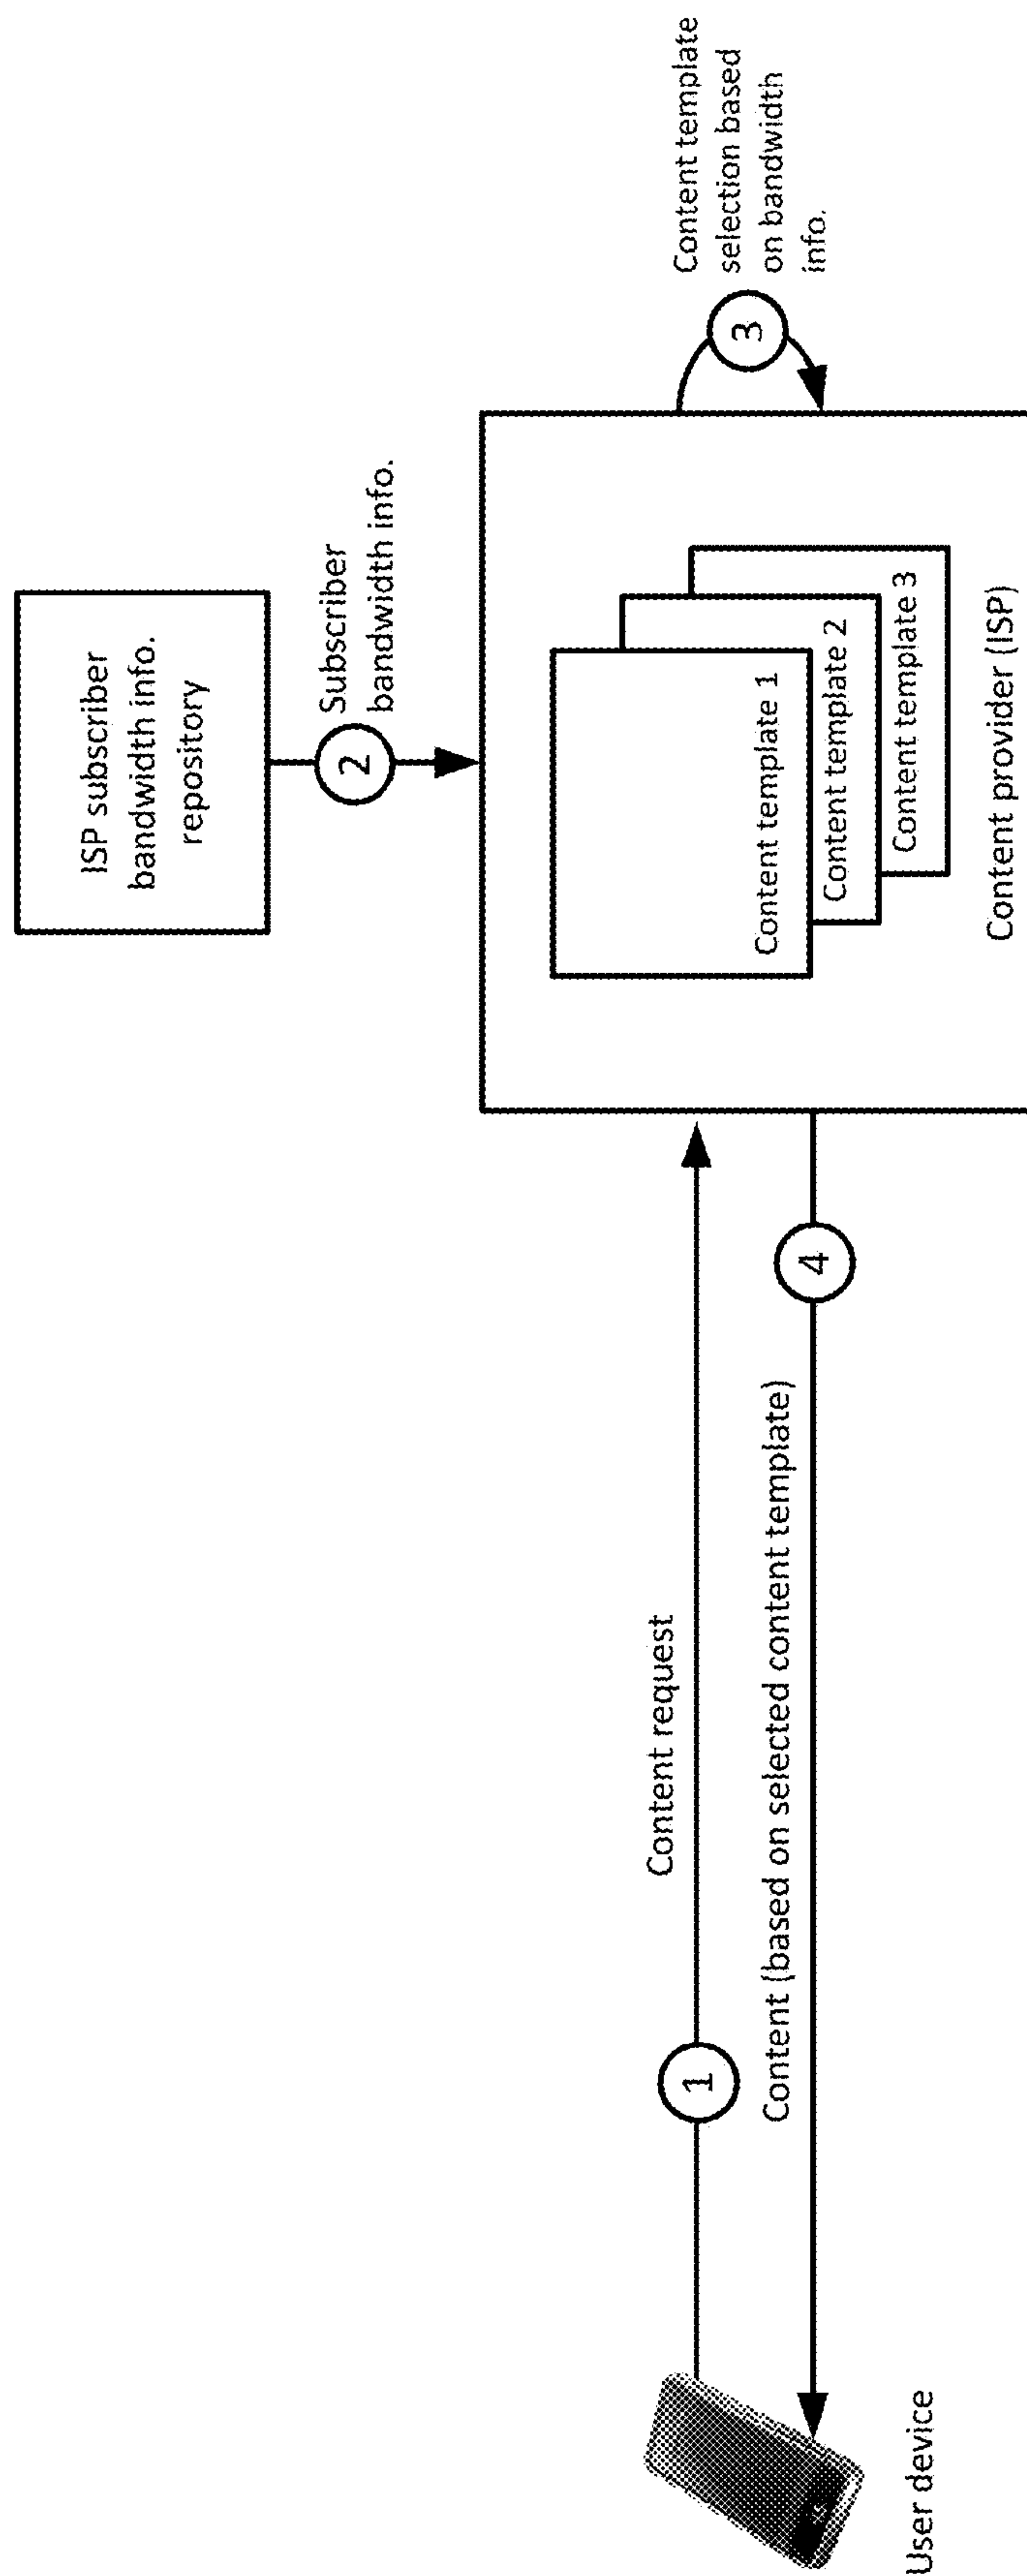 ISP subscriber
bandwidth info.
repository
2
Subscriber
bandwidth info.
Content request
1
Content (based on selected content template)
4
User device
Content template 1
Content template 2
Content template 3
Content provider (ISP)
3
Content template
selection based
on bandwidth
info.